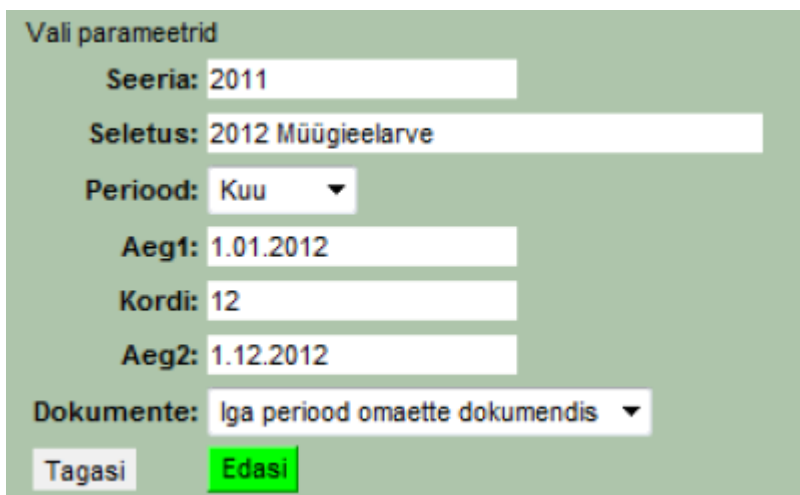 Vali parameetrid
Seeria: 2011
Seletus: 2012 Müügieelarve
Periood: Kuu
Aeg1: 1.01.2012
Kordi: 12
Aeg2: 1.12.2012
Dokumente: Iga periood omaette dokumendis
Tagasi Edasi